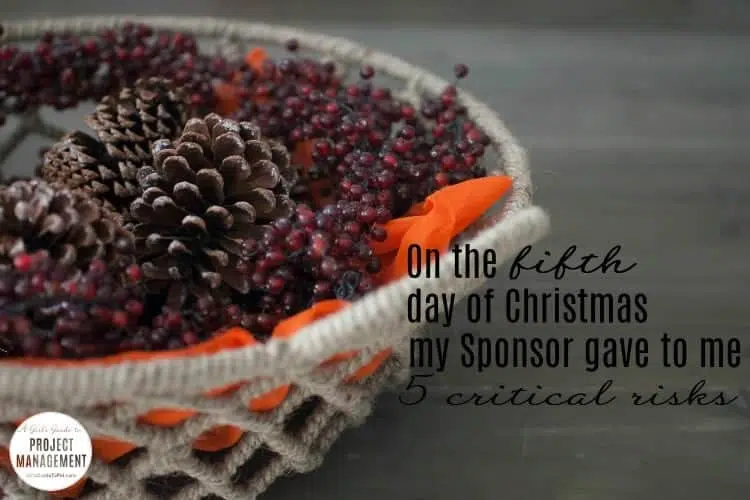 On the fifth
day of Christmas
my Sponsor gave to me
5 critical risks
A Girl's Guide to
PROJECT
MANAGEMENT